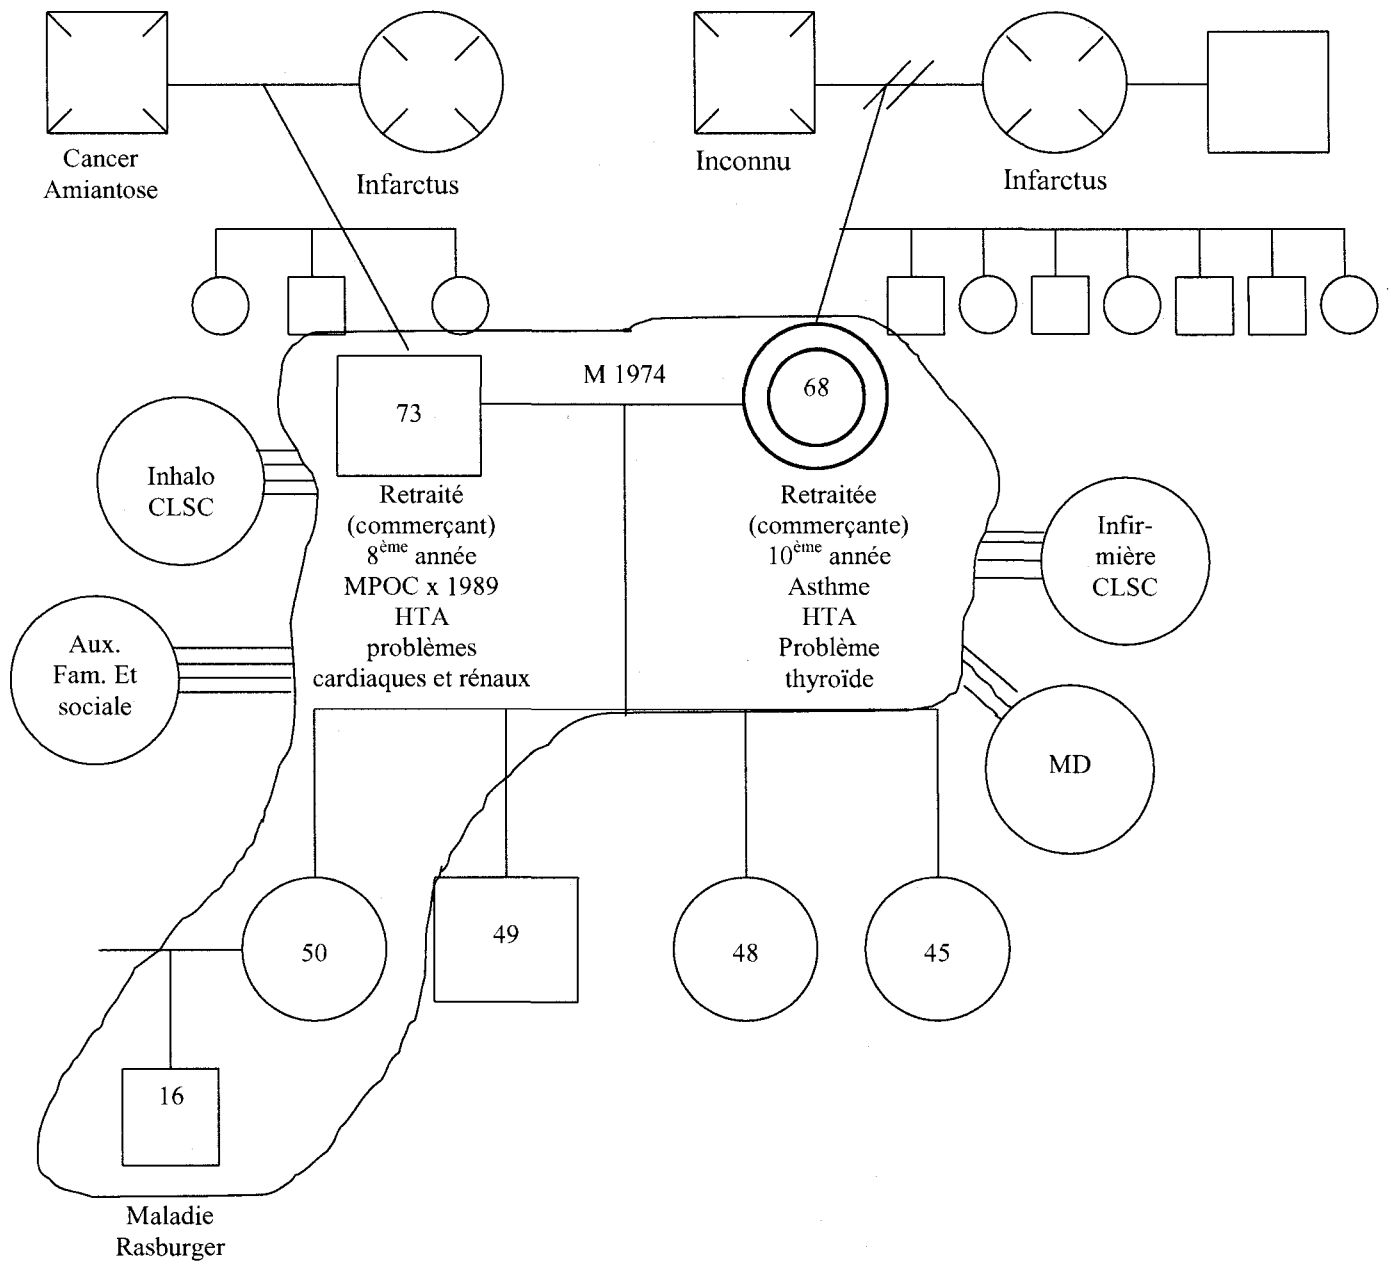 Cancer
Amiantose
Infarctus
Inconnu
Infarctus
M 1974
73
68
Inhalo
CLSC
Retraité
(commerçant)
8ème année
MPOC x 1989
HTA
problèmes
cardiaques et rénaux
Retraitée
(commerçante)
10ème année
Asthme
HTA
Problème
thyroïde
Infir-
mière
CLSC
Aux.
Fam. Et
sociale
MD
50
49
48
45
16
Maladie
Rasburger